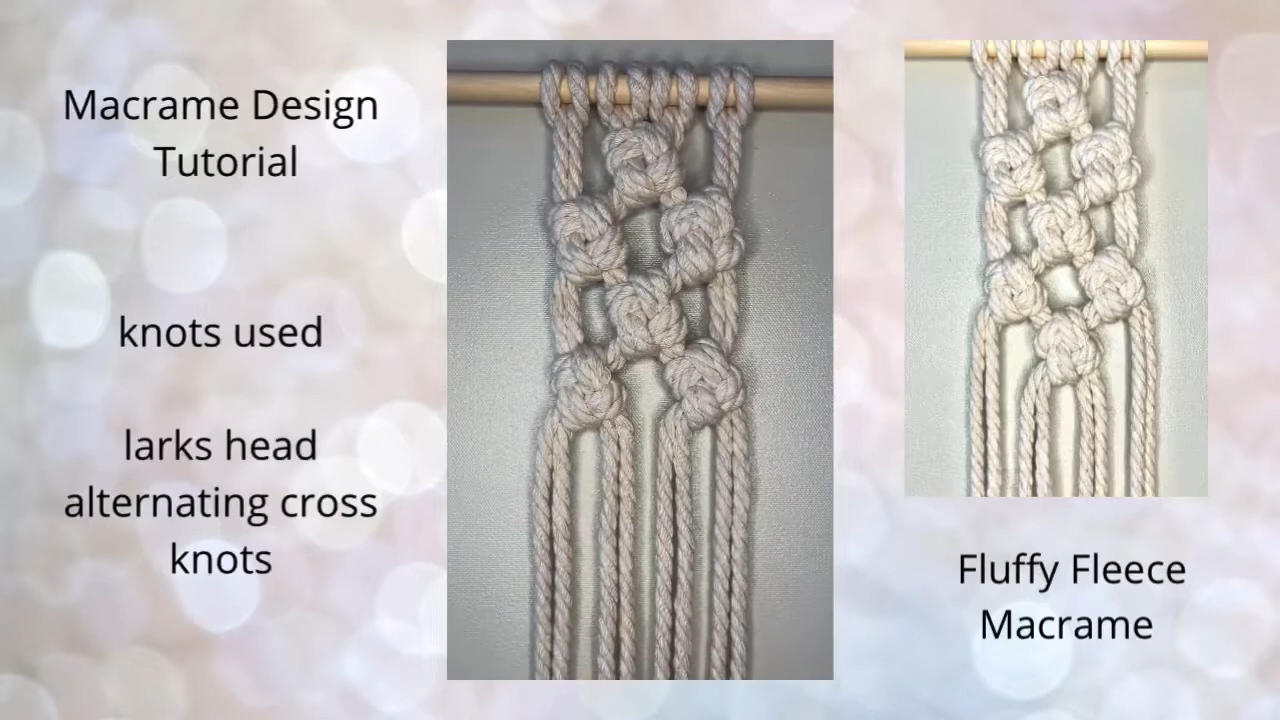 Macrame Design
Tutorial
knots used
larks head
alternating cross
knots
Fluffy Fleece
Macrame